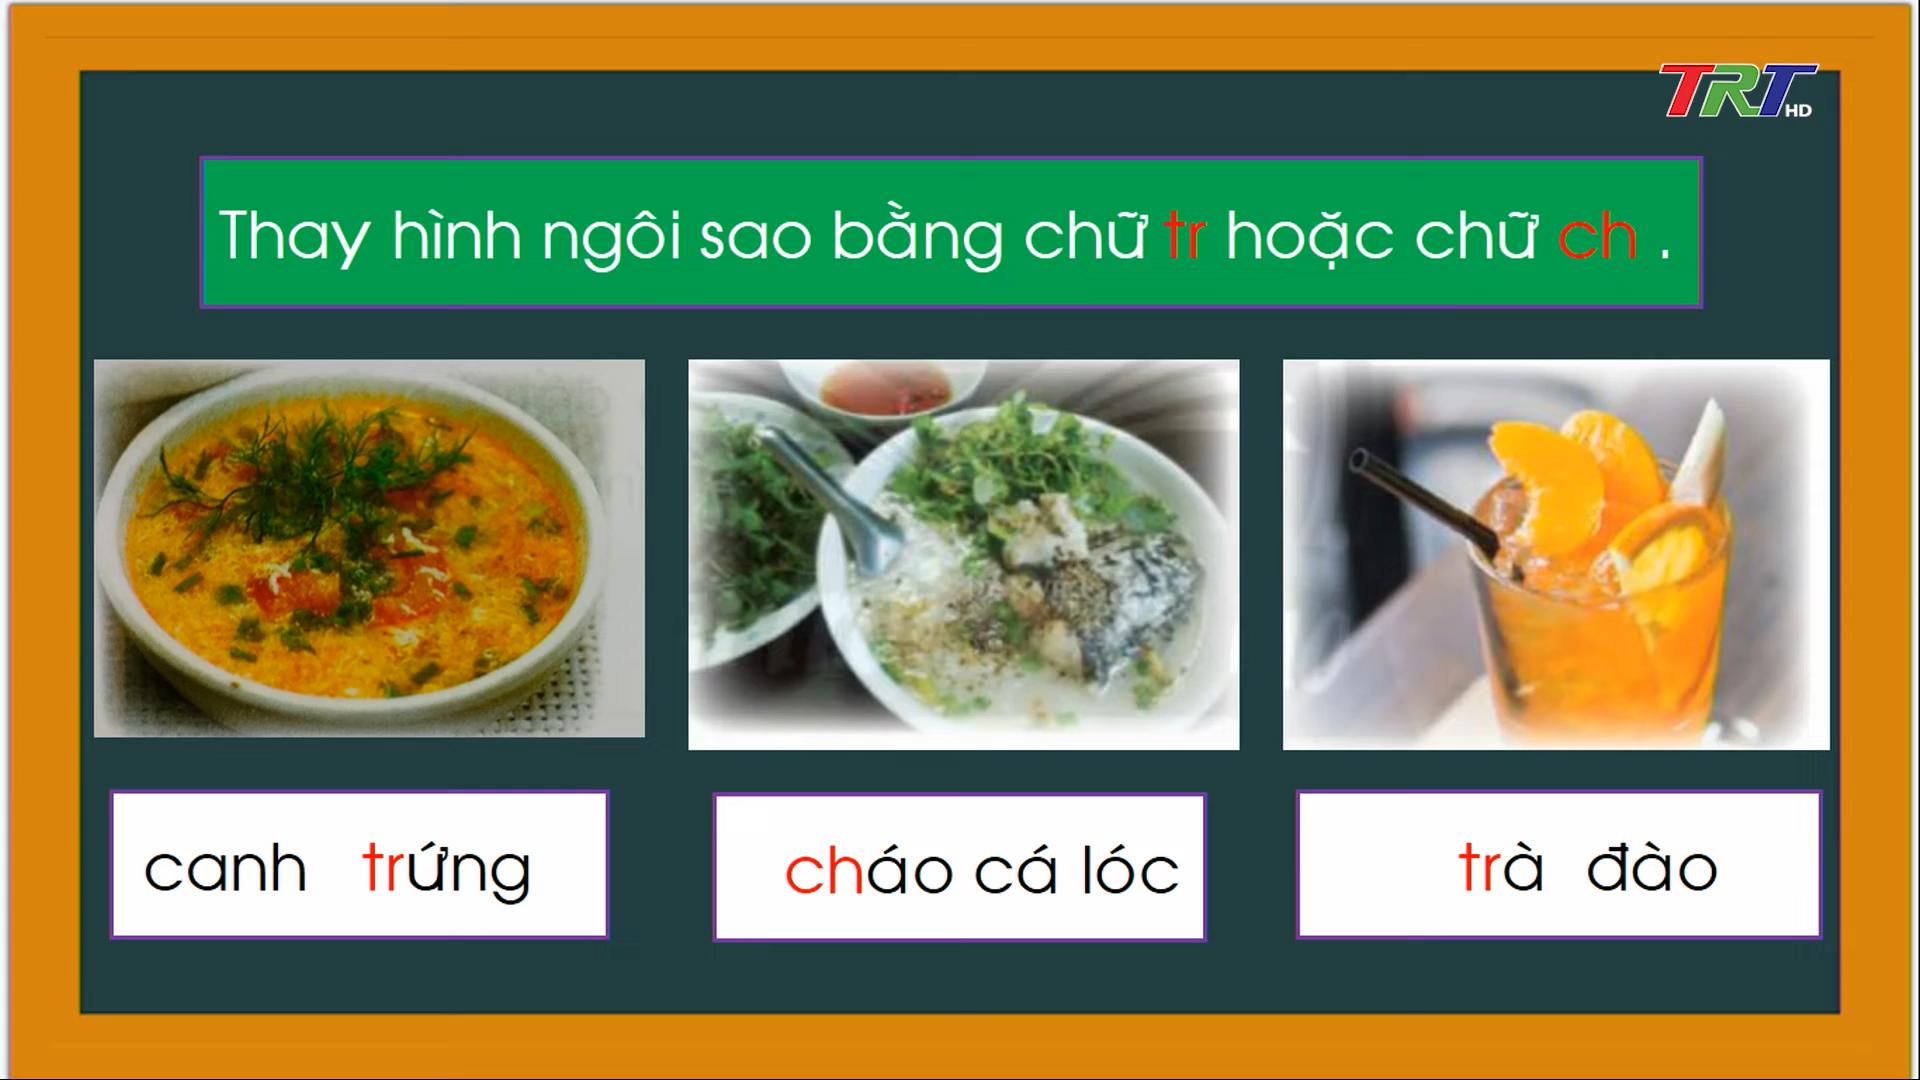 TRT HD
Thay hình ngôi sao bằng chữ tr hoặc chữ ch .
canh trứng
cháo cá lóc
trà đào